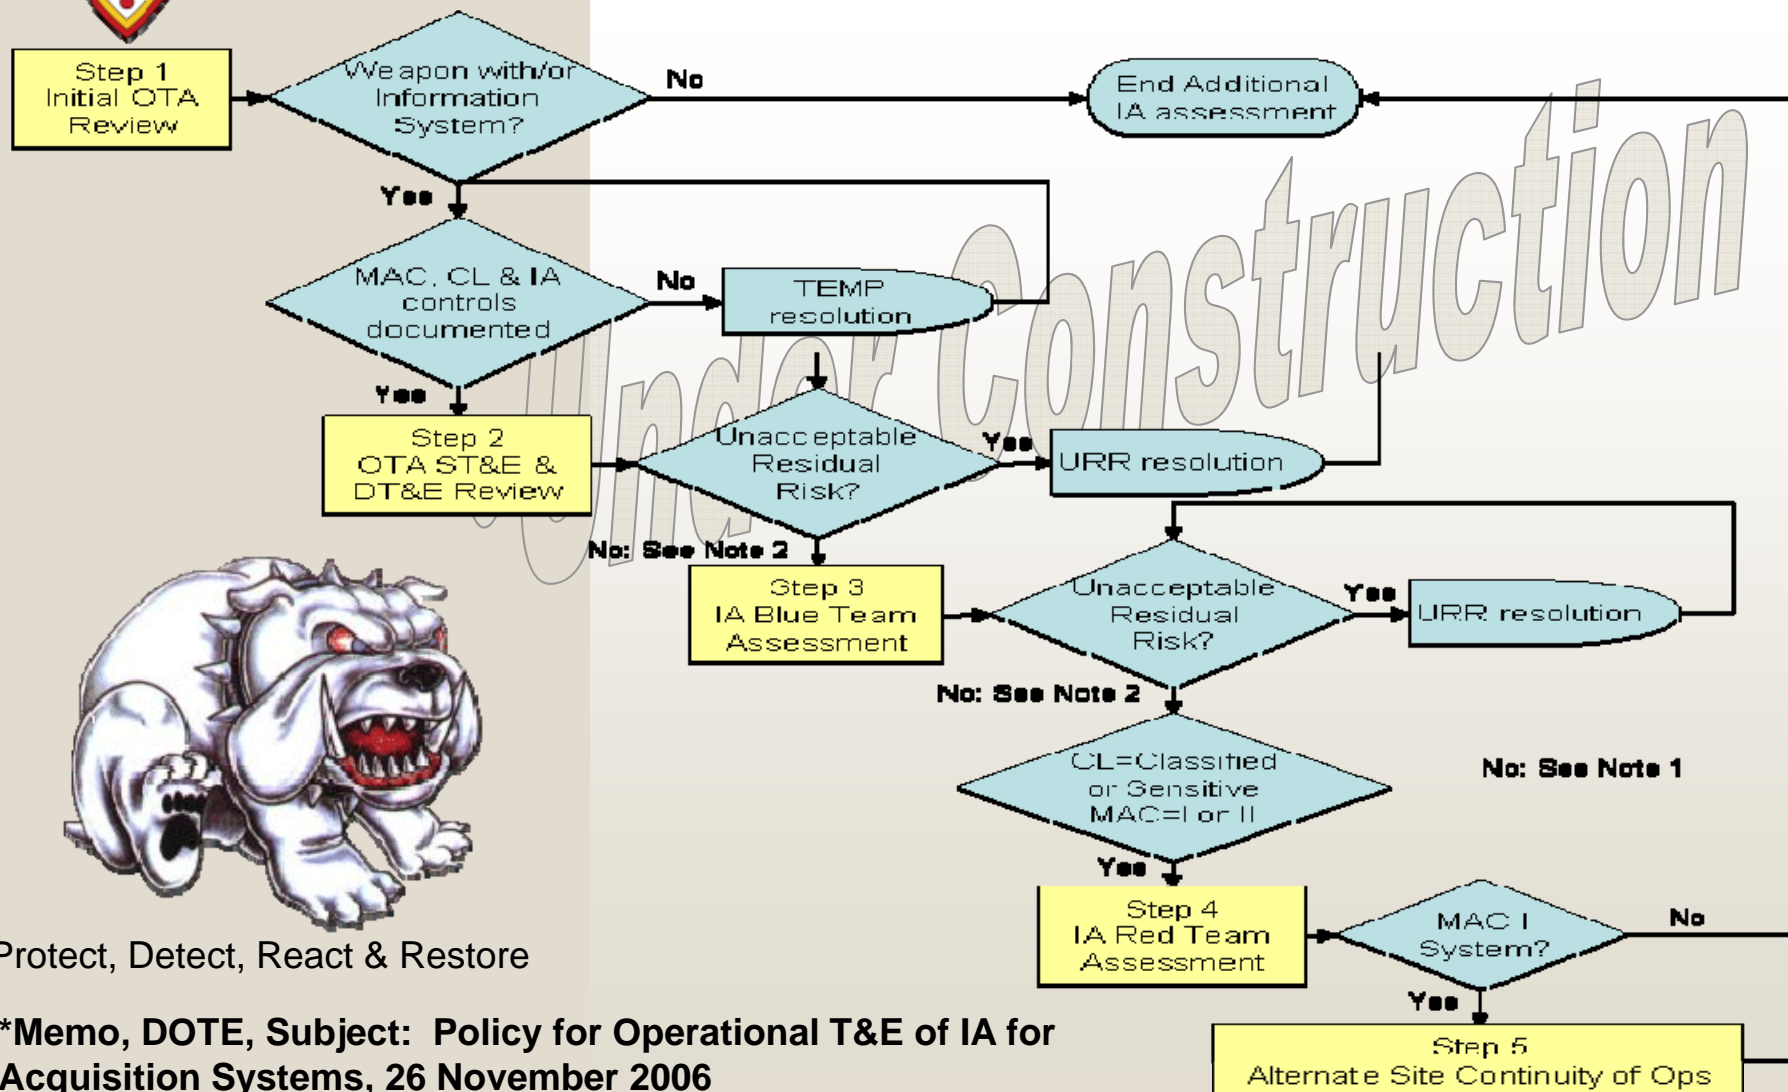 Step 1
Initial OTA
Review
Weapon with/or
Information
System?
No
End Additional
IA assessment
Yes
MAC, CL & IA
controls
documented
No
TEMP
resolution
Yes
Step 2
OTA ST&E &
DT&E Review
Unacceptable
Residual
Risk?
Yes
URR resolution
No: See Note 2
Step 3
IA Blue Team
Assessment
Unacceptable
Residual
Risk?
Yes
URR resolution
No: See Note 2
CL=Classified
or Sensitive
MAC=I or II
No: See Note 1
Yes
Step 4
IA Red Team
Assessment
MAC I
System?
No
Yes
Step 5
Alternate Site Continuity of Ops
Under Construction
Protect, Detect, React & Restore
*Memo, DOTE, Subject: Policy for Operational T&E of IA for
Acquisition Systems, 26 November 2006